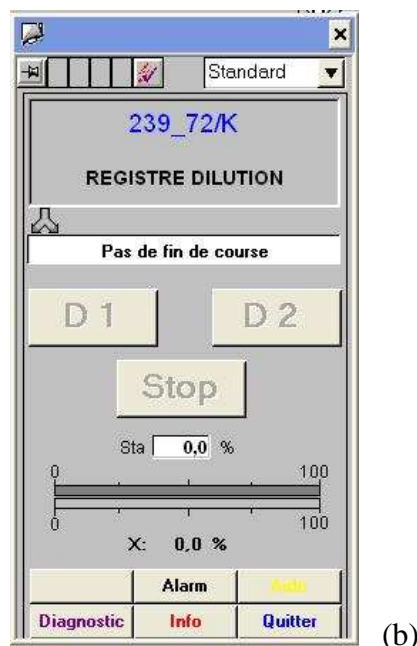 Standard
239_72/K
REGISTRE DILUTION
Pas de fin de course
D 1 D 2
Stop
Sta 0,0 %
0 100
0 100
X: 0,0 %
Alarm
Diagnostic Info Quitter
(b)